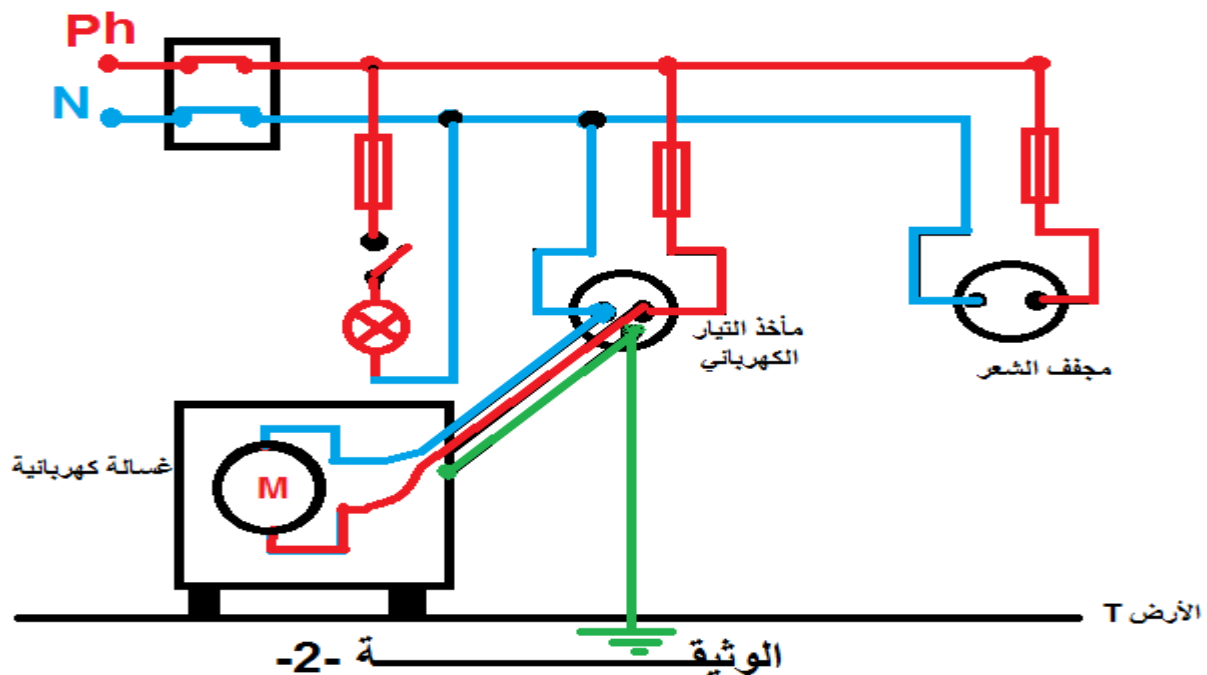 Ph
N
مأخذ التيار
الكهربائي
مجفف الشعر
غسالة كهربائية
M
الأرض T
الوثيقة -2-